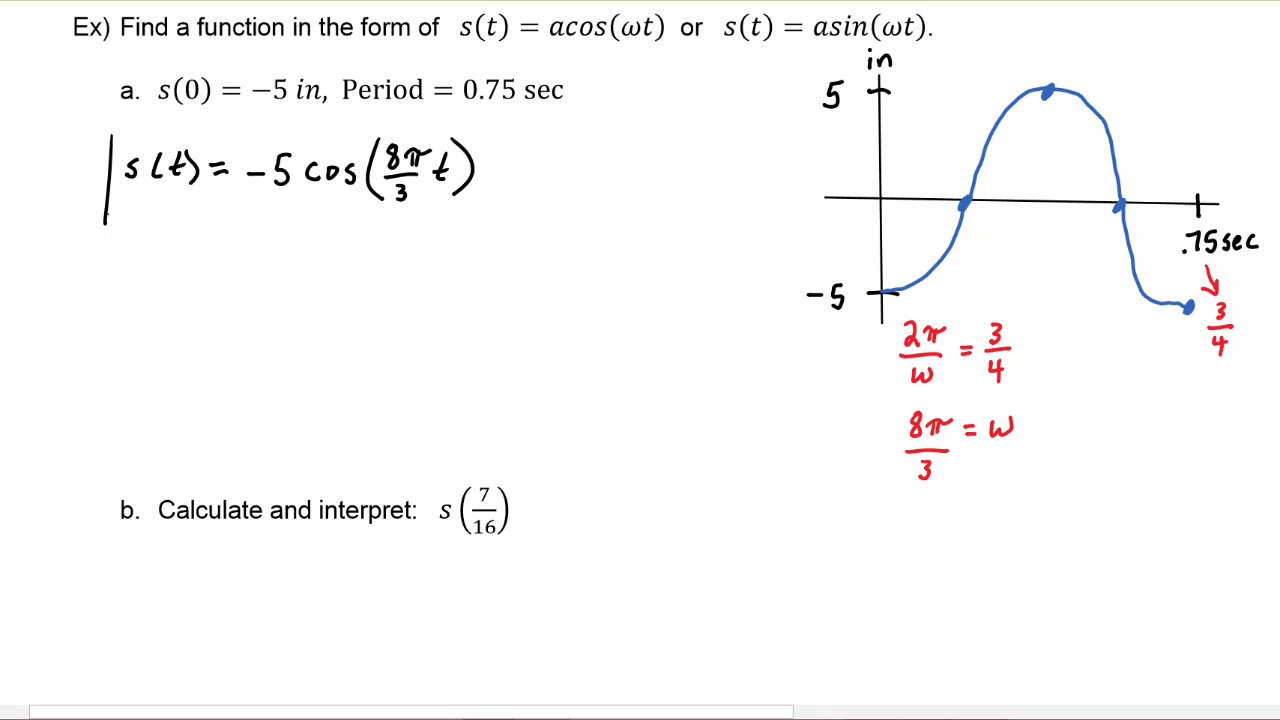 Ex) Find a function in the form of s(t) = acos(ωt) or s(t) = asin(ωt).
a. s(0) = −5 in, Period = 0.75 sec
s(t) = -5 cos(8π/3 t)
in
5
-5
.75 sec
3/4
2π/ω = 3/4
8π/3 = ω
b. Calculate and interpret: s(7/16)